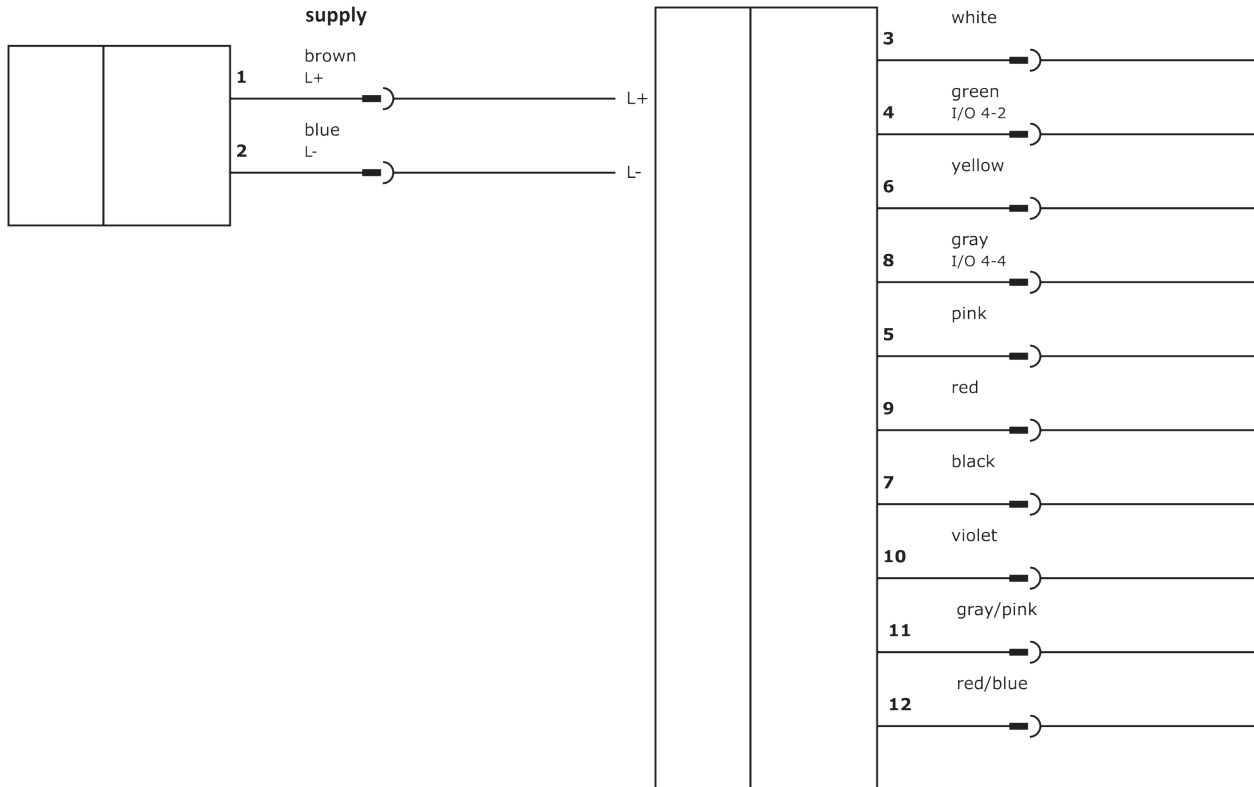 supply
1
brown
L+
L+
2
blue
L-
L-
3
white
4
green
I/O 4-2
6
yellow
8
gray
I/O 4-4
5
pink
9
red
7
black
10
violet
11
gray/pink
12
red/blue